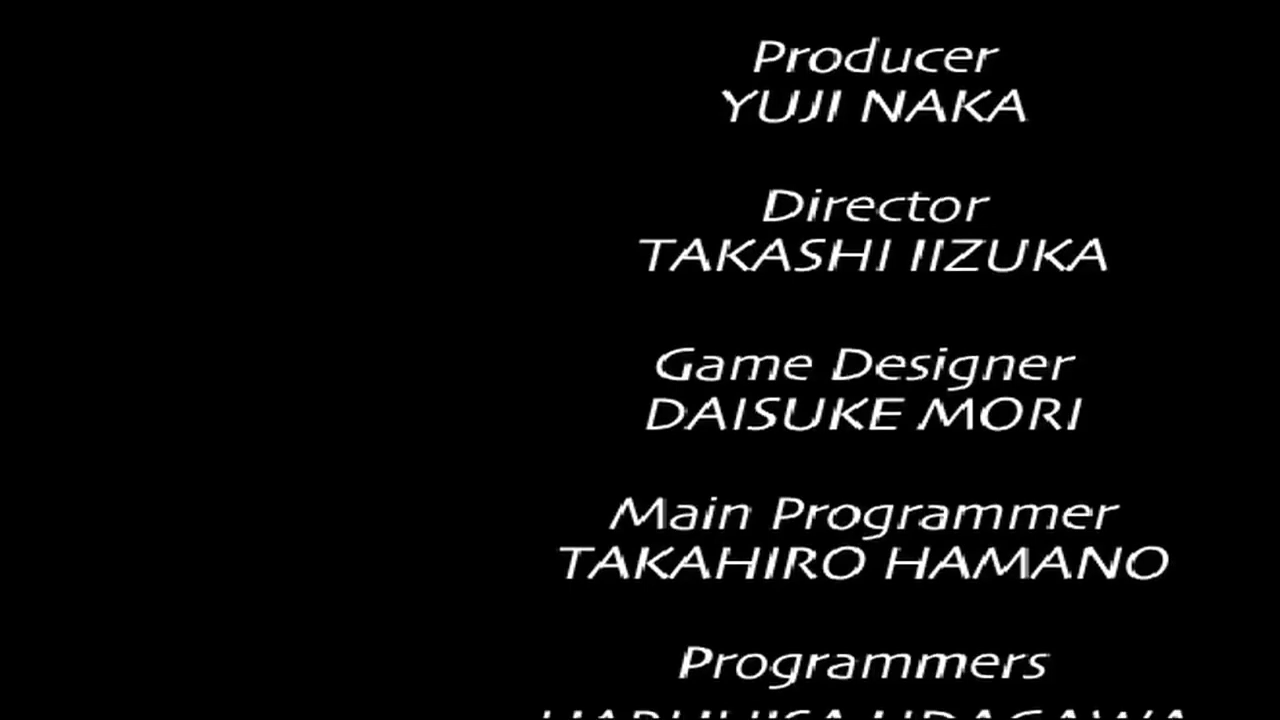 Producer
YUJI NAKA
Director
TAKASHI IIZUKA
Game Designer
DAISUKE MORI
Main Programmer
TAKAHIRO HAMANO
Programmers